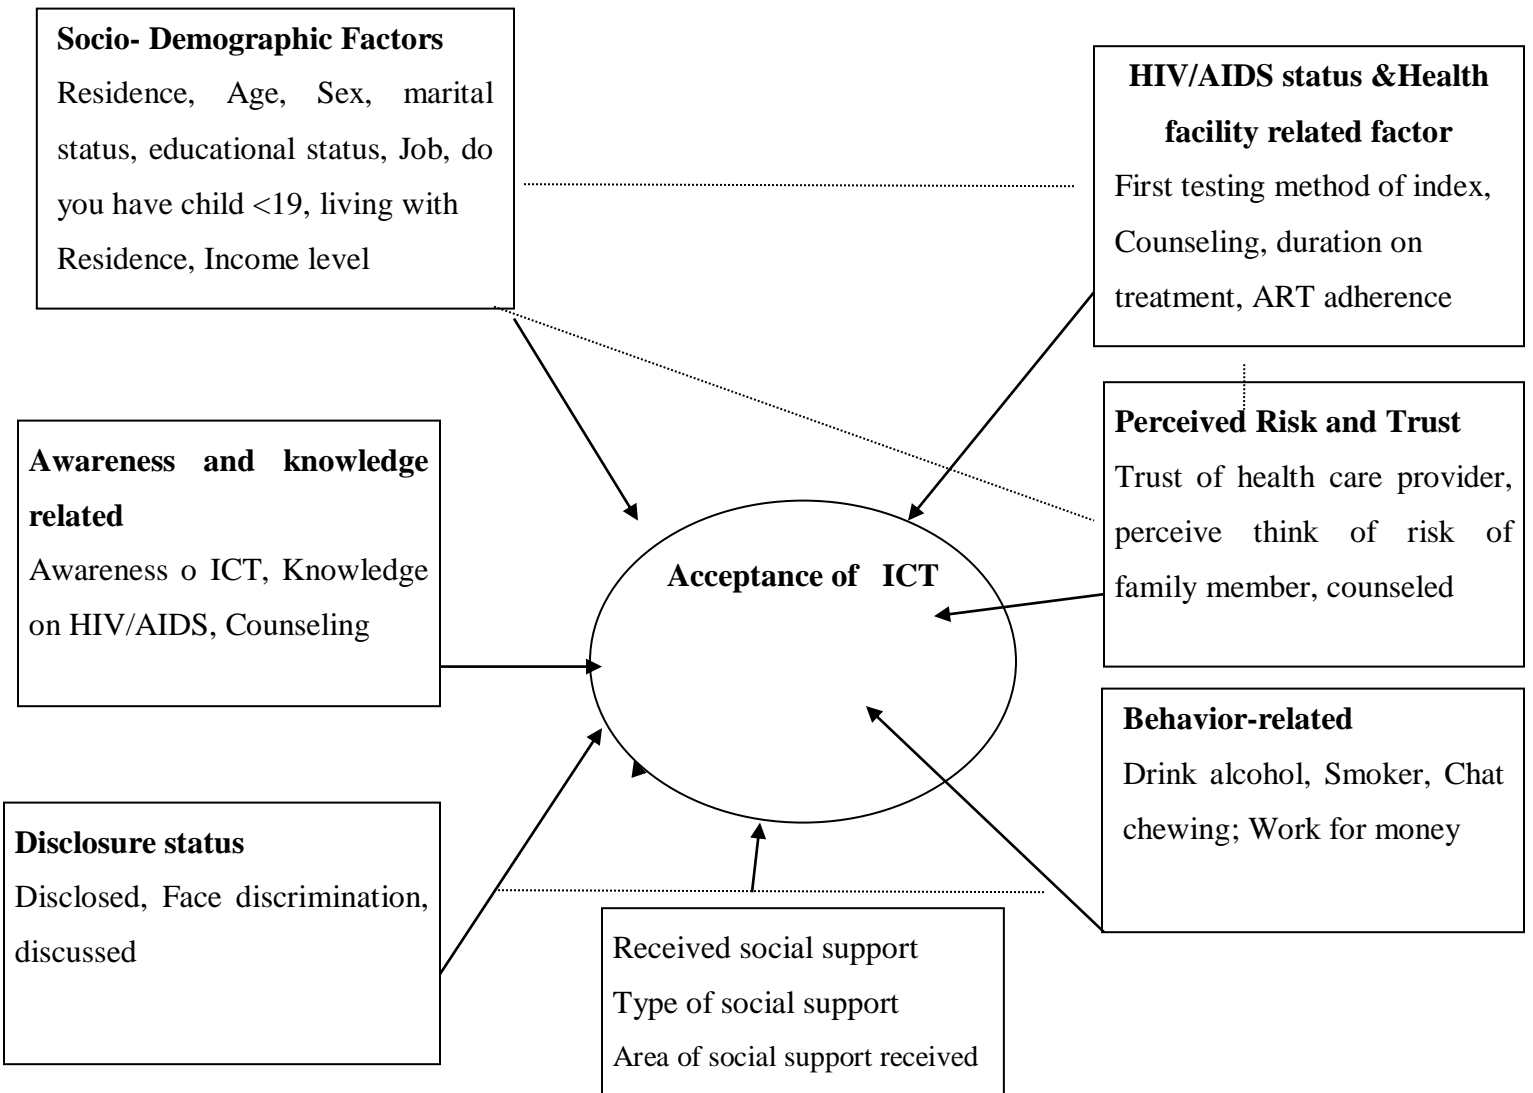 Socio- Demographic Factors
Residence, Age, Sex, marital
status, educational status, Job, do
you have child <19, living with
Residence, Income level
HIV/AIDS status &Health
facility related factor
First testing method of index,
Counseling, duration on
treatment, ART adherence
Awareness and knowledge
related
Awareness o ICT, Knowledge
on HIV/AIDS, Counseling
Perceived Risk and Trust
Trust of health care provider,
perceive think of risk of
family member, counseled
Acceptance of ICT
Behavior-related
Drink alcohol, Smoker, Chat
chewing; Work for money
Disclosure status
Disclosed, Face discrimination,
discussed
Received social support
Type of social support
Area of social support received